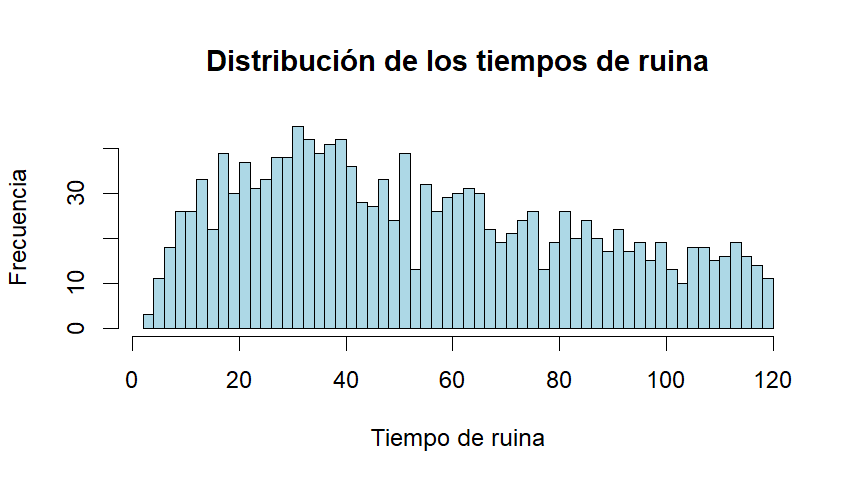 Distribución de los tiempos de ruina
Frecuencia
30
10
0
0 20 40 60 80 100 120
Tiempo de ruina